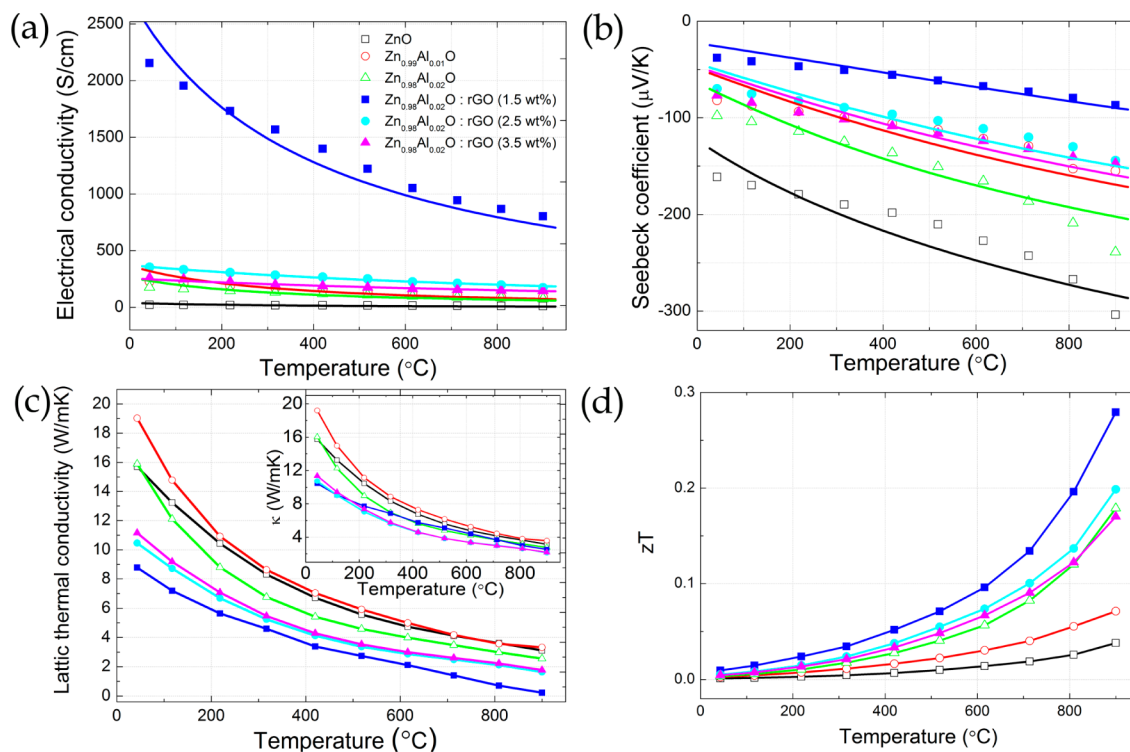 (a)
Electrical conductivity (S/cm)
2500
2000
1500
1000
500
0
ZnO
Zn0.99Al0.01O
Zn0.98Al0.02O
Zn0.98Al0.02O : rGO (1.5 wt%)
Zn0.98Al0.02O : rGO (2.5 wt%)
Zn0.98Al0.02O : rGO (3.5 wt%)
0 200 400 600 800
Temperature (°C)
(b)
Seebeck coefficient (µV/K)
0
-100
-200
-300
0 200 400 600 800
Temperature (°C)
(c)
Lattic thermal conductivity (W/mK)
20
18
16
14
12
10
8
6
4
2
0
0 200 400 600 800
Temperature (°C)
κ (W/mK)
20
16
12
8
4
0 200 400 600 800
Temperature (°C)
(d)
zT
0.3
0.2
0.1
0.0
0 200 400 600 800
Temperature (°C)